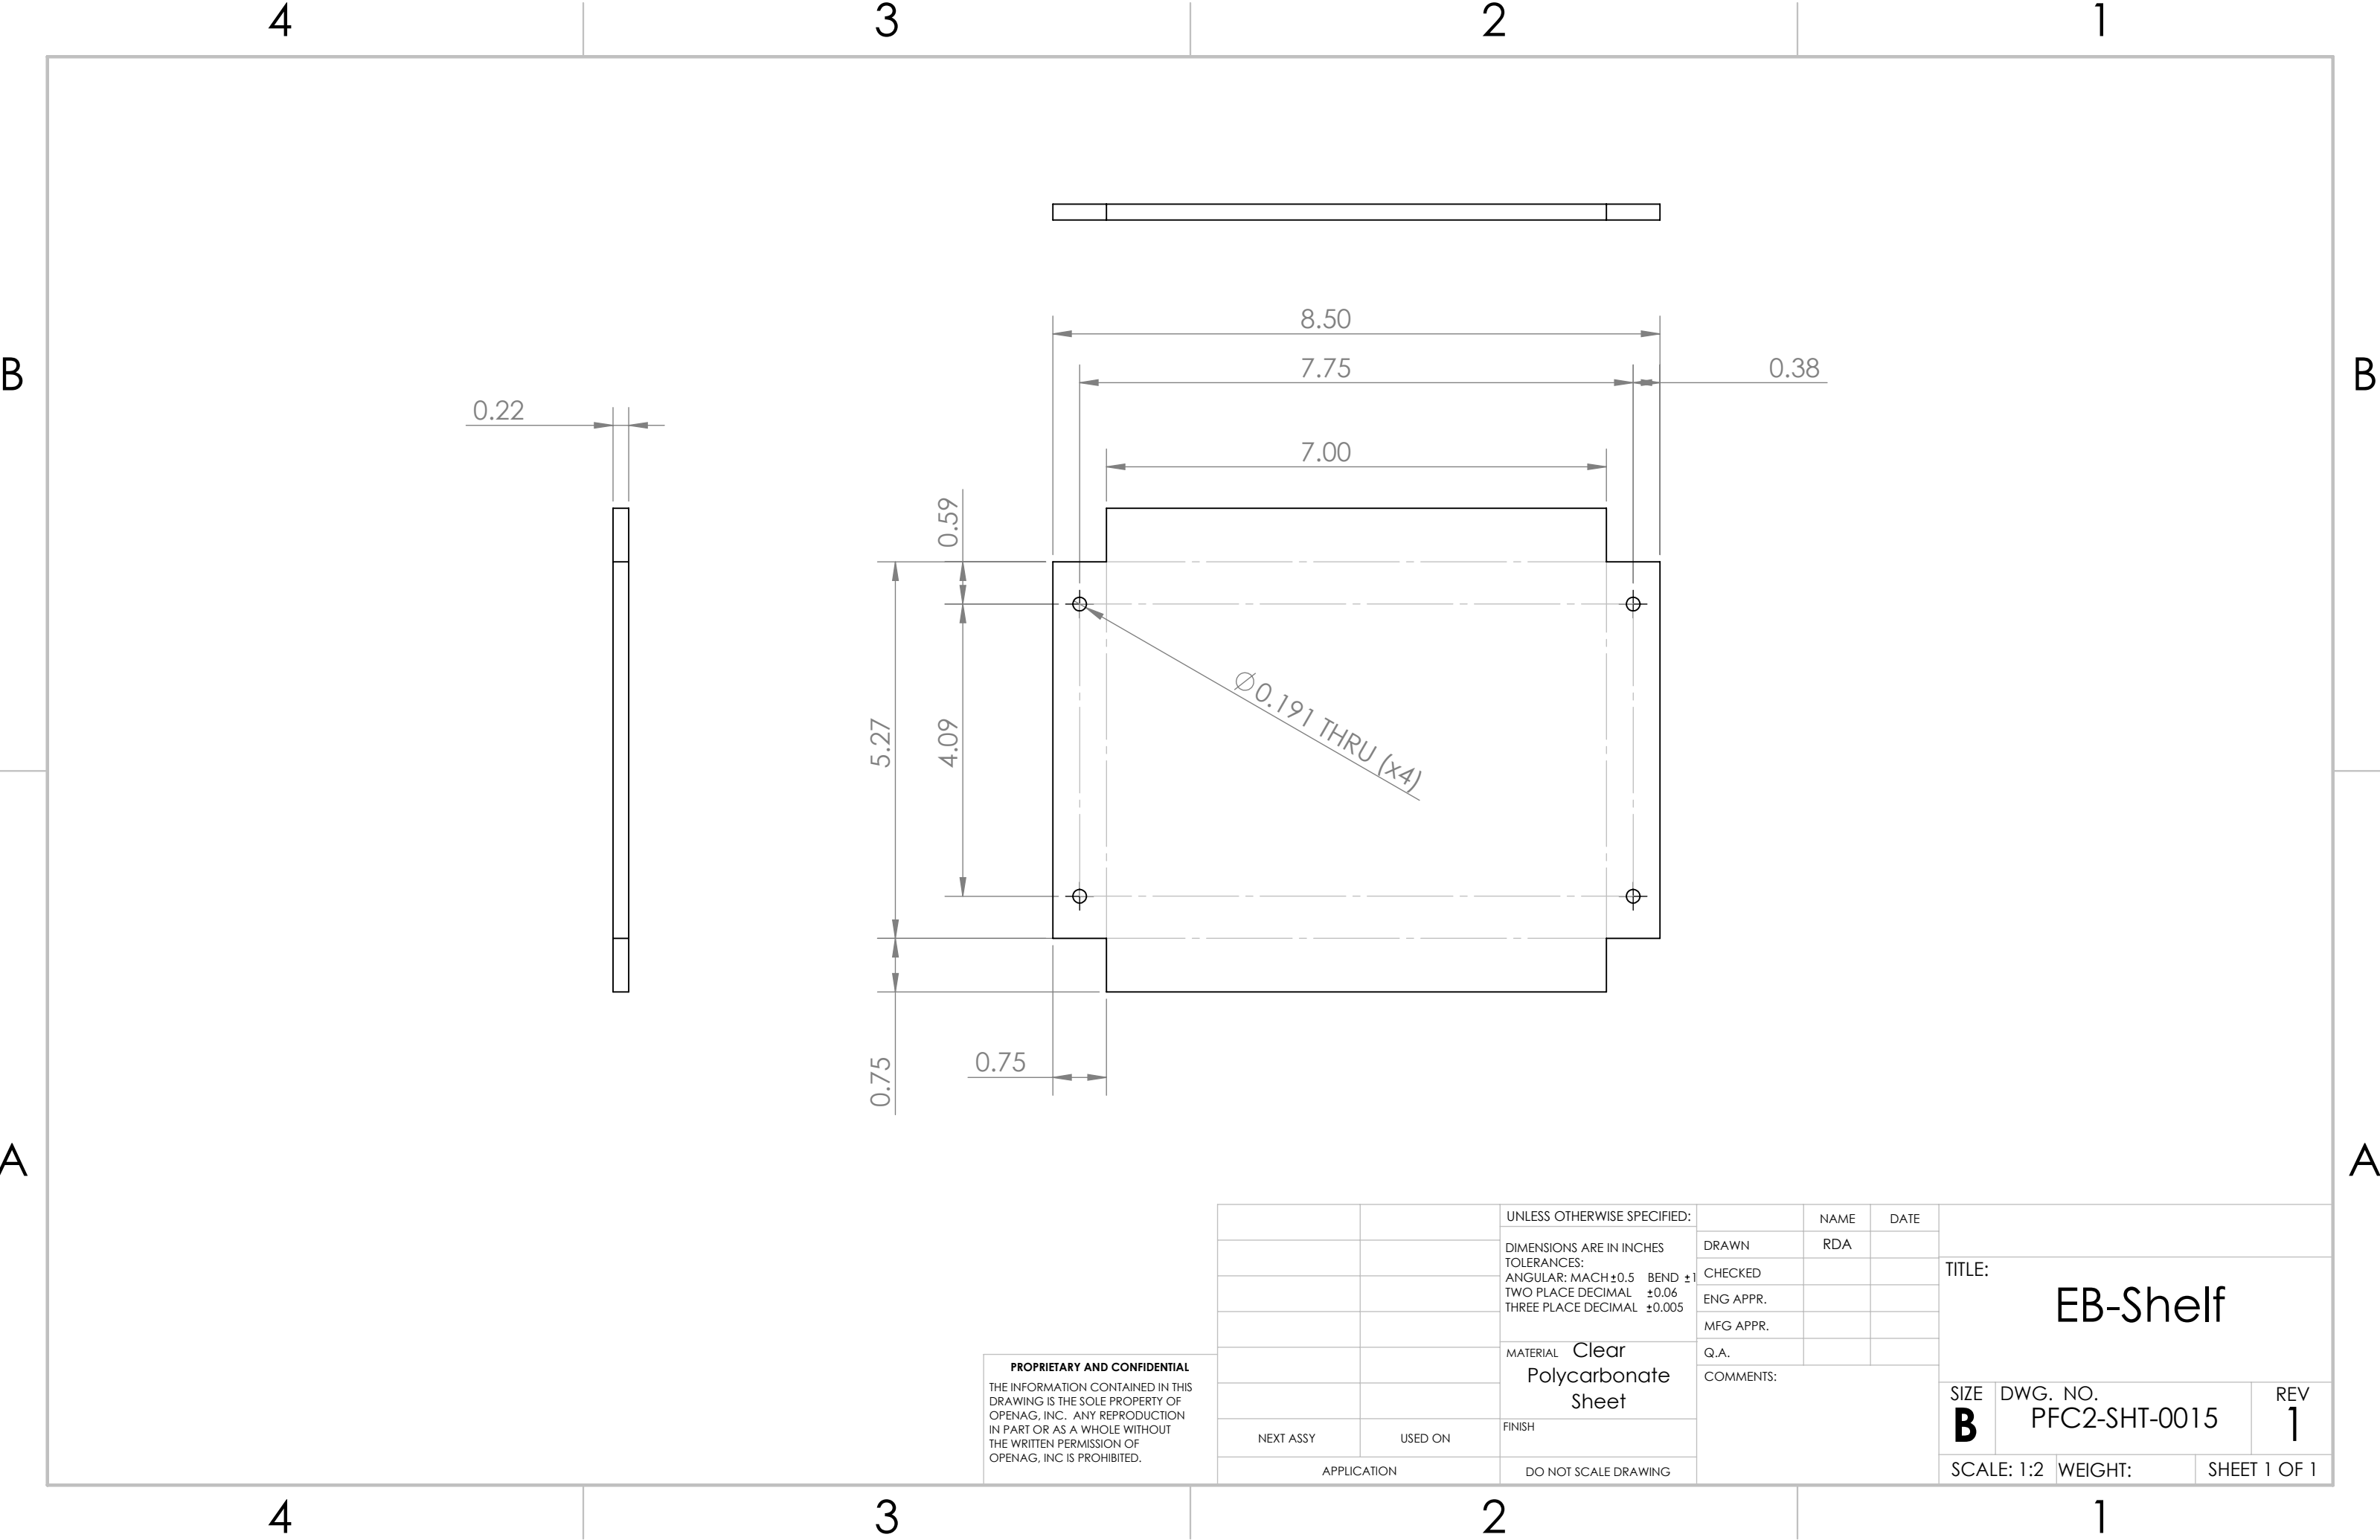 4 3 2 1
8.50
7.75
0.38
B
B
0.22
7.00
0.59
Ø0.191 THRU (x4)
5.27
4.09
0.75
0.75
A
A
UNLESS OTHERWISE SPECIFIED:
DIMENSIONS ARE IN INCHES
TOLERANCES:
ANGULAR: MACH±0.5 BEND ±1
TWO PLACE DECIMAL ±0.06
THREE PLACE DECIMAL ±0.005
MATERIAL Clear
Polycarbonate
Sheet
FINISH
DO NOT SCALE DRAWING
NAME DATE
DRAWN RDA
CHECKED
ENG APPR.
MFG APPR.
Q.A.
COMMENTS:
TITLE:
EB-Shelf
SIZE
B
DWG. NO.
PFC2-SHT-0015
REV
1
SCALE: 1:2 WEIGHT: SHEET 1 OF 1
PROPRIETARY AND CONFIDENTIAL
THE INFORMATION CONTAINED IN THIS
DRAWING IS THE SOLE PROPERTY OF
OPENAG, INC. ANY REPRODUCTION
IN PART OR AS A WHOLE WITHOUT
THE WRITTEN PERMISSION OF
OPENAG, INC IS PROHIBITED.
NEXT ASSY USED ON
APPLICATION
4 3 2 1